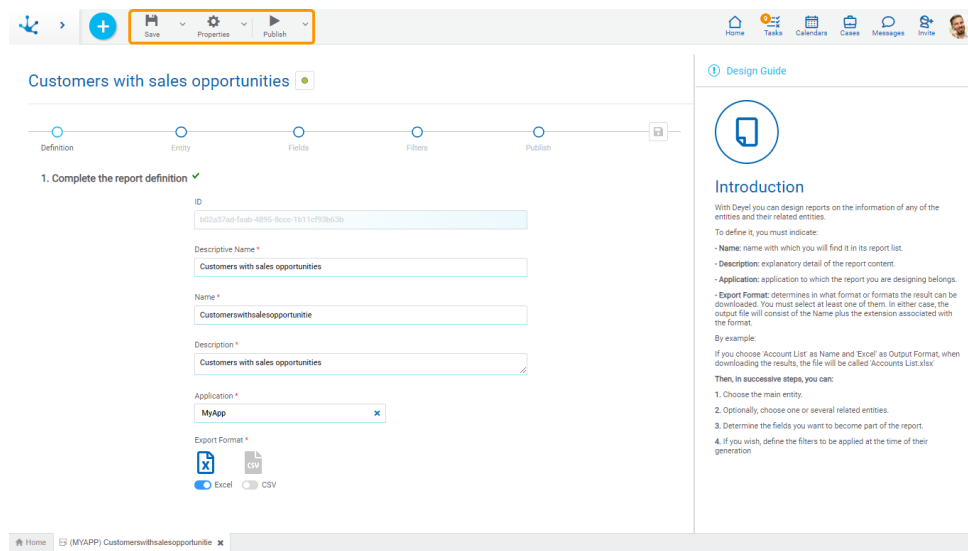 Save
Properties
Publish
Home
9
Tasks
Calendars
Cases
Messages
Invite
Customers with sales opportunities
Definition
Entity
Fields
Filters
Publish
1. Complete the report definition
ID
b02a37ad-faab-4895-8ccc-1b11cf93b63b
Descriptive Name *
Customers with sales opportunities
Name *
Customerswithsalesopportunitie
Description *
Customers with sales opportunities
Application *
MyApp
Export Format *
X
CSV
Excel
CSV
Design Guide
Introduction
With Deyel you can design reports on the information of any of the
entities and their related entities.
To define it, you must indicate:
- Name: name with which you will find it in its report list.
- Description: explanatory detail of the report content.
- Application: application to which the report you are designing belongs.
- Export Format: determines in what format or formats the result can be
downloaded. You must select at least one of them. In either case, the
output file will consist of the Name plus the extension associated with
the format.
By example:
If you choose 'Account List' as Name and 'Excel' as Output Format, when
downloading the results, the file will be called 'Accounts List.xlsx'
Then, in successive steps, you can:
1. Choose the main entity.
2. Optionally, choose one or several related entities.
3. Determine the fields you want to become part of the report.
4. If you wish, define the filters to be applied at the time of their
generation
Home
(MYAPP) Customerswithsalesopportunitie